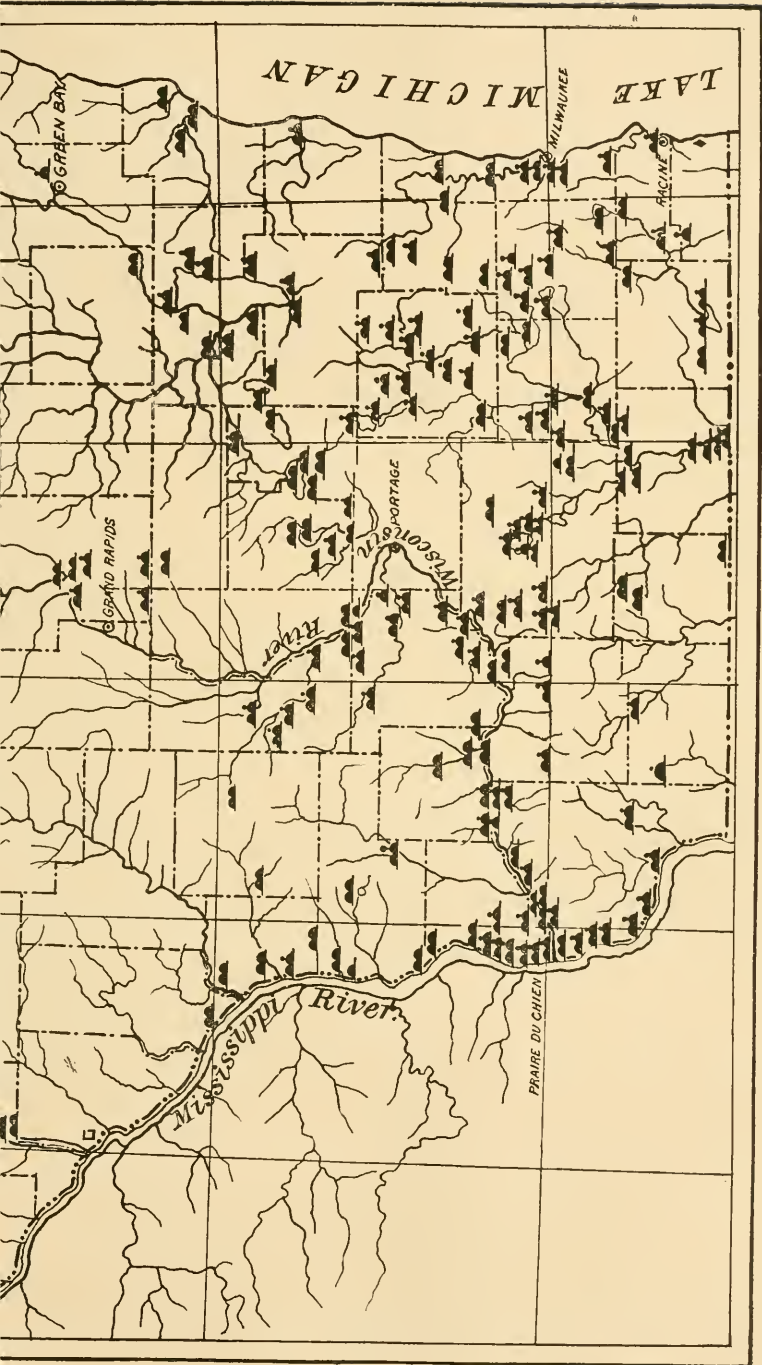 LAKE MICHIGAN
GREEN BAY
MILWAUKEE
RACINE
PORTAGE
GRAND RAPIDS
Wisconsin
River
Mississippi River
PRAIRE DU CHIEN